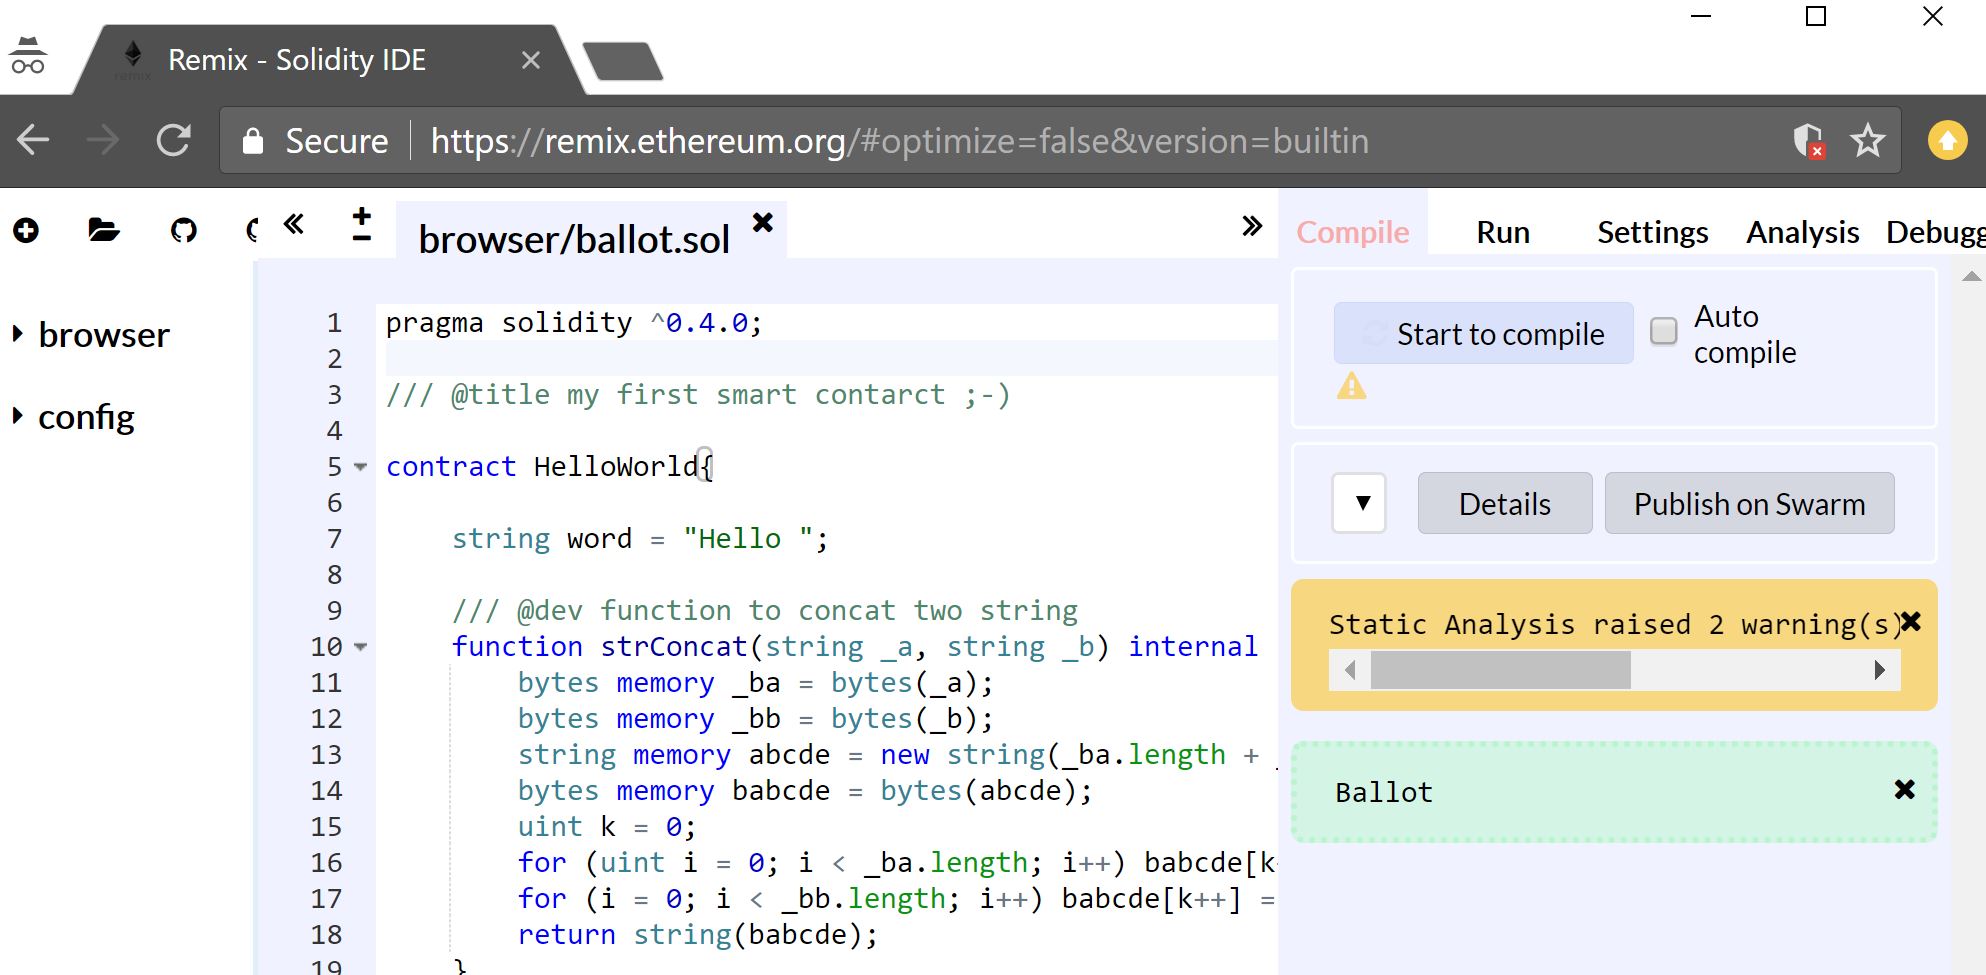 Remix - Solidity IDE
remix
Secure
https://remix.ethereum.org/#optimize=false&version=builtin
browser/ballot.sol
Compile
Run
Settings
Analysis
Debugg
browser
config
1 pragma solidity ^0.4.0;
2
3 /// @title my first smart contarct ;-)
4
5 contract HelloWorld{
6
7 string word = "Hello ";
8
9 /// @dev function to concat two string
10 function strConcat(string _a, string _b) internal
11 bytes memory _ba = bytes(_a);
12 bytes memory _bb = bytes(_b);
13 string memory abcde = new string(_ba.length + _
14 bytes memory babcde = bytes(abcde);
15 uint k = 0;
16 for (uint i = 0; i < _ba.length; i++) babcde[k
17 for (i = 0; i < _bb.length; i++) babcde[k++] =
18 return string(babcde);
19 }
Start to compile
Auto
compile
Details
Publish on Swarm
Static Analysis raised 2 warning(s)
Ballot